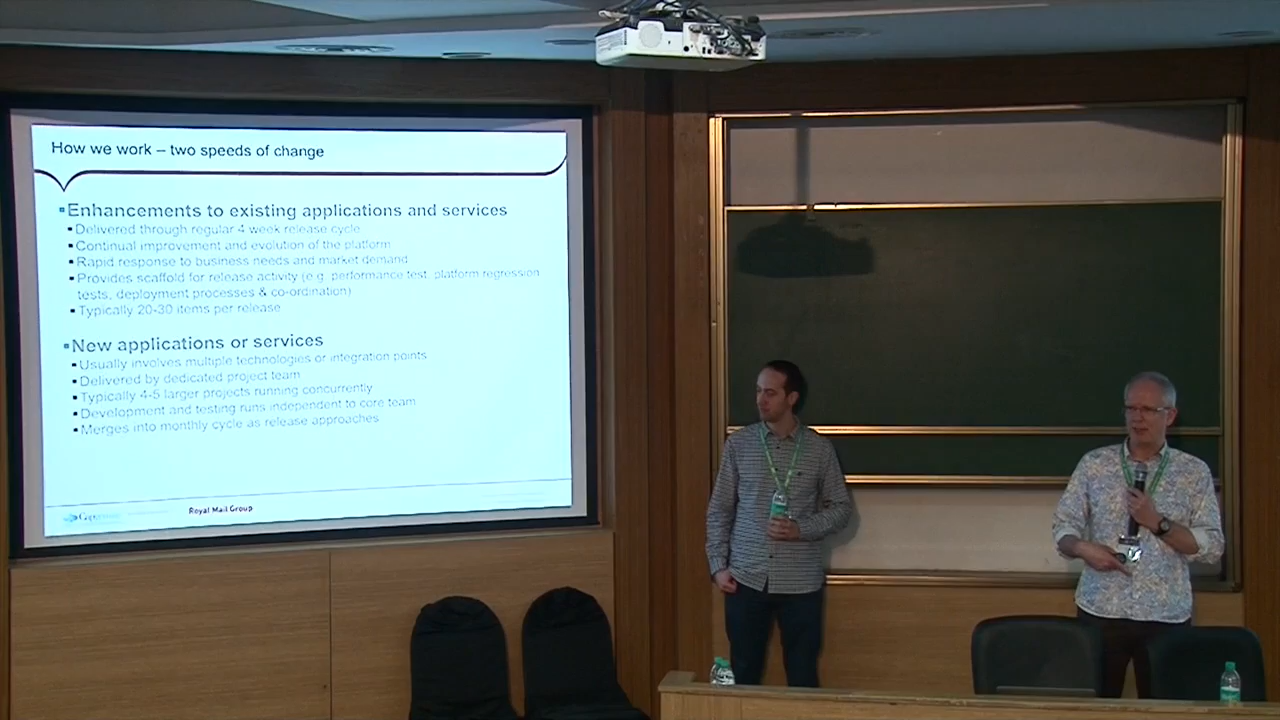 How we work – two speeds of change
Enhancements to existing applications and services
Delivered through regular 4 week release cycle
Continual improvement and evolution of the platform
Rapid response to business needs and market demand
Provides scaffold for release activity (e.g. performance test, platform regression
tests, deployment processes & co-ordination)
Typically 20-30 items per release
New applications or services
Usually involves multiple technologies or integration points
Delivered by dedicated project team
Typically 4-5 larger projects running concurrently
Development and testing runs independent to core team
Merges into monthly cycle as release approaches
Capgemini
Royal Mail Group